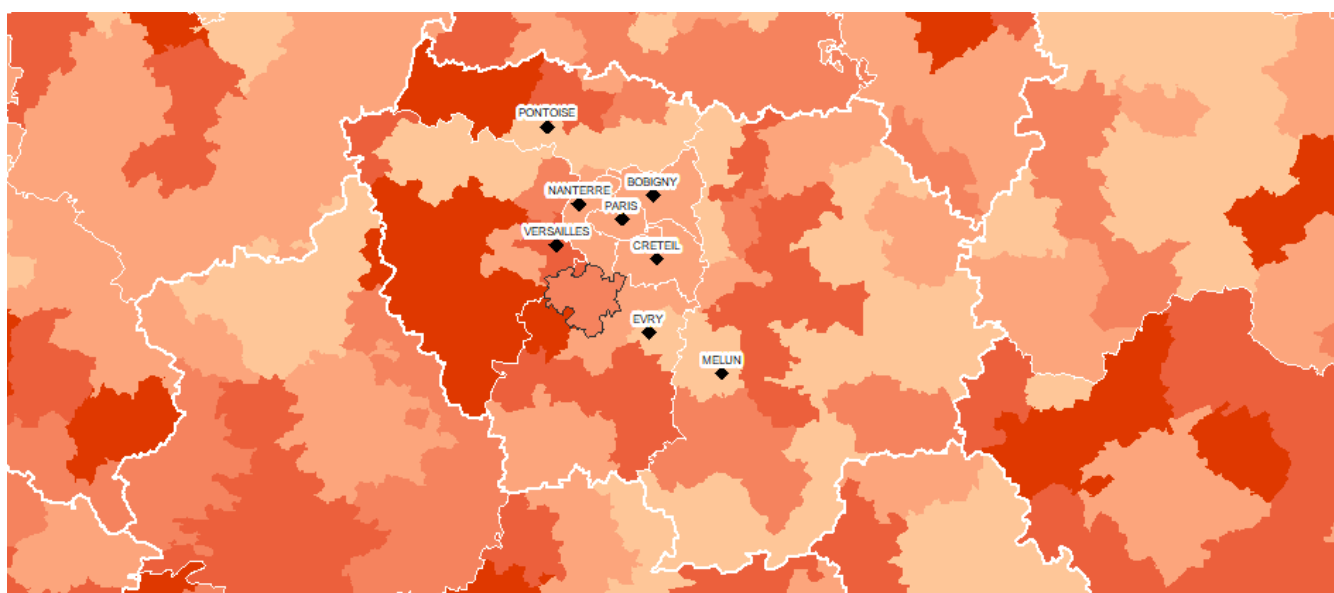 PONTOISE
BOBIGNY
NANTERRE
PARIS
VERSAILLES
CRETEIL
EVRY
MELUN